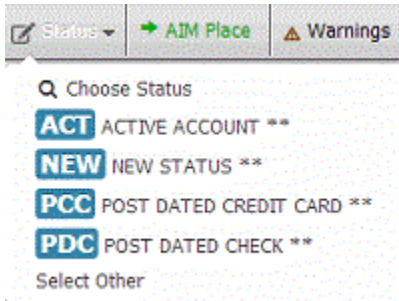 Status AIM Place Warnings
Choose Status
ACT ACTIVE ACCOUNT **
NEW NEW STATUS **
PCC POST DATED CREDIT CARD **
PDC POST DATED CHECK **
Select Other